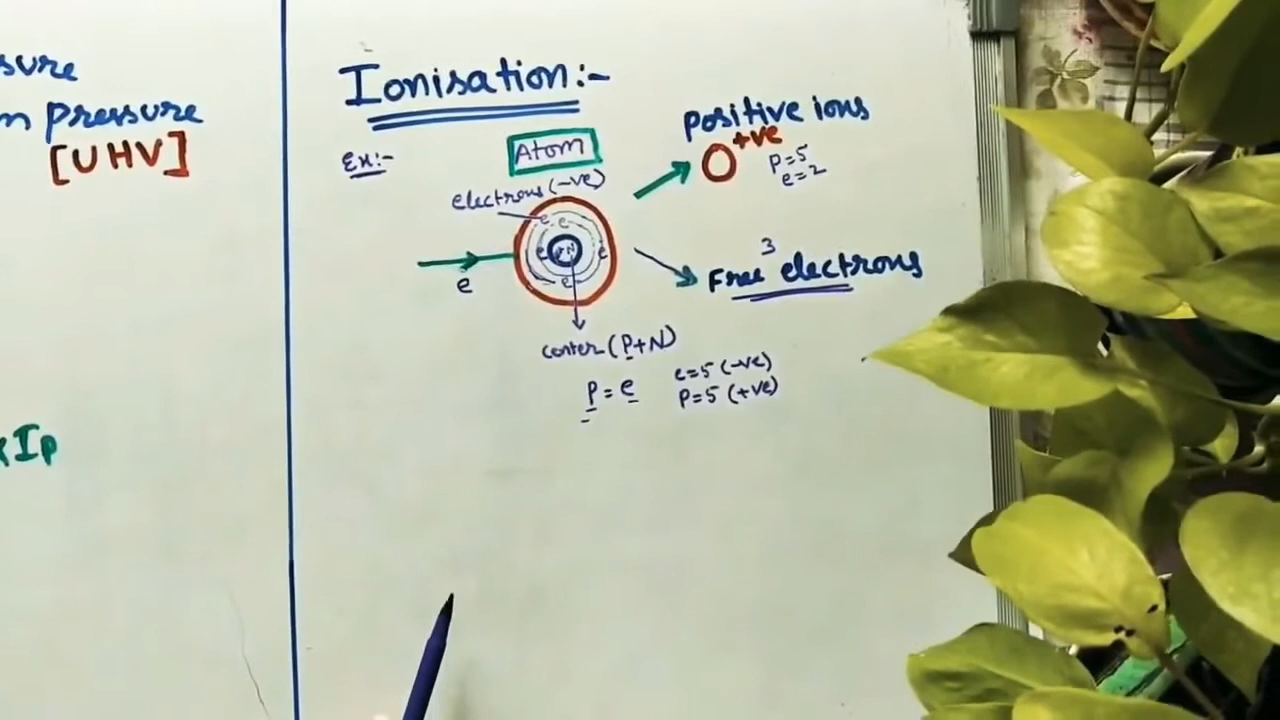 sure
m pressure
[UHV]
xIp
Ionisation:-
Ex:-
Atom
electrons (-ve)
e e
e N e
e
e
center (P+N)
P = e
e=5 (-ve)
P=5 (+ve)
Positive ions
+ve
P=5
e=2
3
Free electrons